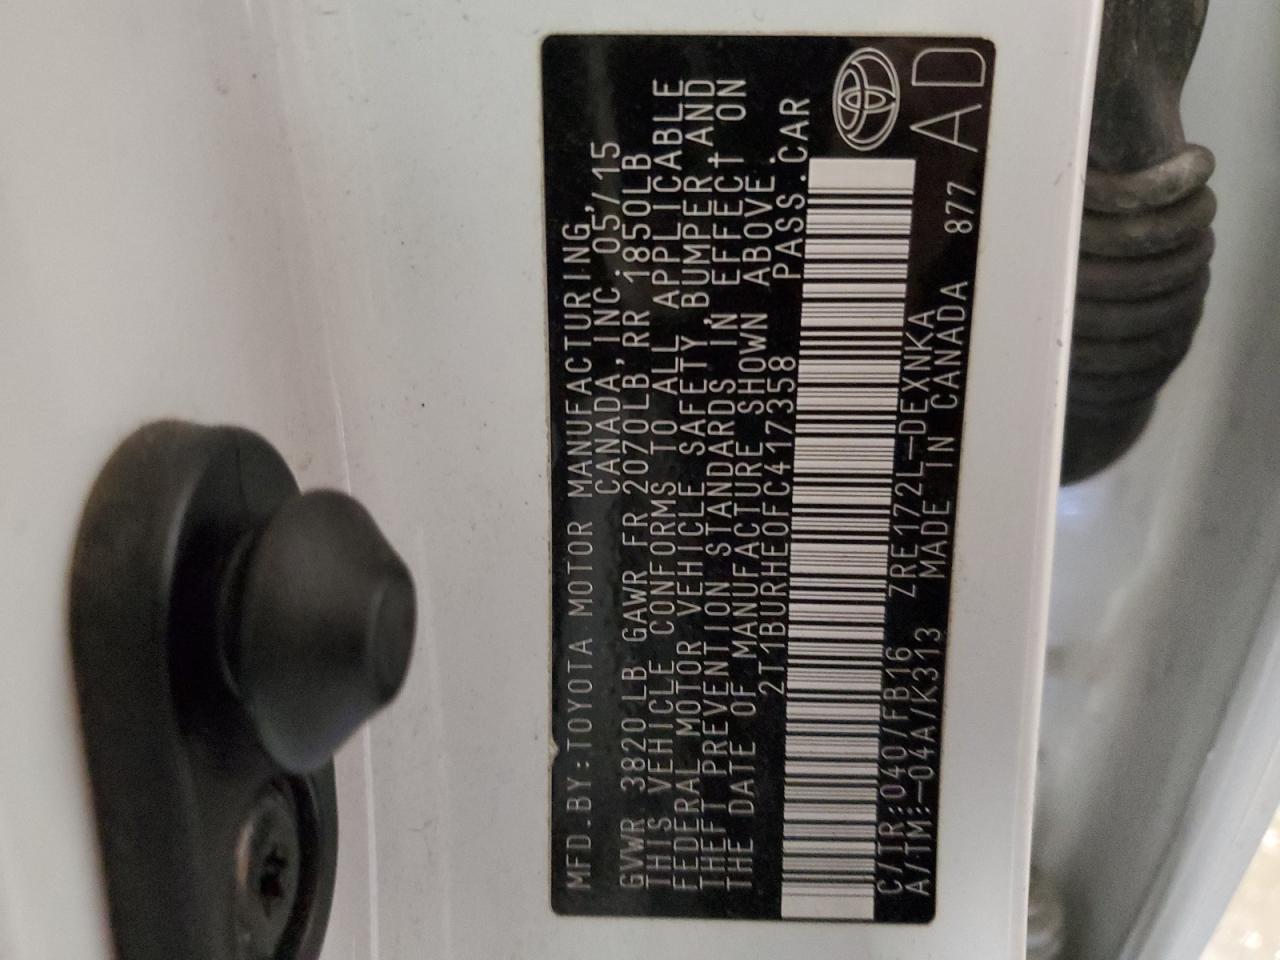 MFD.BY:TOYOTA MOTOR MANUFACTURING,
CANADA,INC. 05/15
GVWR 3820LB GAWR FR 2070LB,RR 1850LB
THIS VEHICLE CONFORMS TO ALL APPLICABLE
FEDERAL MOTOR VEHICLE SAFETY,BUMPER,AND
THEFT PREVENTION STANDARDS IN EFFECT ON
THE DATE OF MANUFACTURE SHOWN ABOVE.
2T1BURHE0FC417358 PASS.CAR
C/TR:040/FB16 ZRE172L-DEXNKA
A/TM:-04A/K313 MADE IN CANADA 877 AD